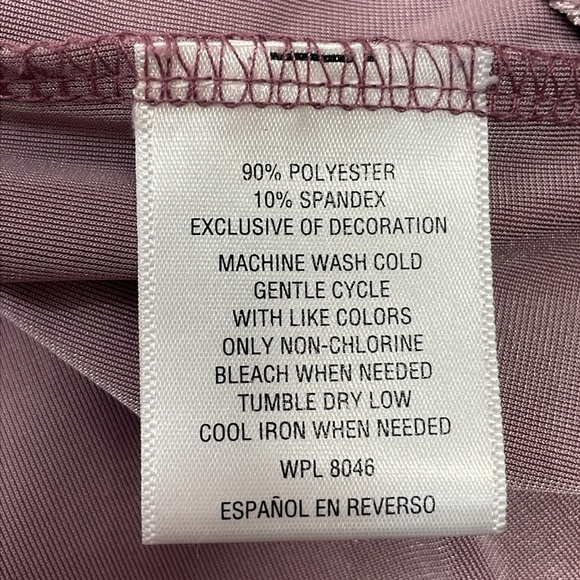 90% POLYESTER
10% SPANDEX
EXCLUSIVE OF DECORATION
MACHINE WASH COLD
GENTLE CYCLE
WITH LIKE COLORS
ONLY NON-CHLORINE
BLEACH WHEN NEEDED
TUMBLE DRY LOW
COOL IRON WHEN NEEDED
WPL 8046
ESPAÑOL EN REVERSO